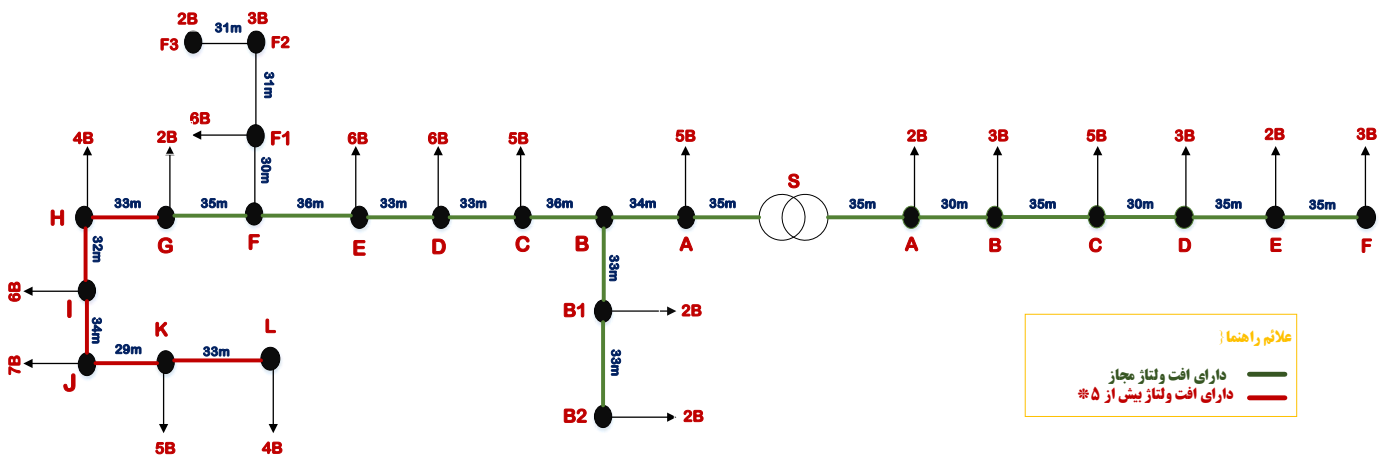 2B 3B
31m
F3 F2
31m
6B
F1
30m
4B 2B 6B 6B 5B 5B
S
2B 3B 5B 3B 2B 3B
33m 35m 36m 33m 33m 36m 34m 35m
35m 30m 35m 30m 35m 35m
H G F E D C B A
A B C D E F
32m
33m
6B
I
B1 2B
34m
33m
K L
29m 33m
7B
J
B2 2B
5B 4B
علائم راهنما :
دارای افت ولتاژ مجاز
دارای افت ولتاژ بیش از ۵*